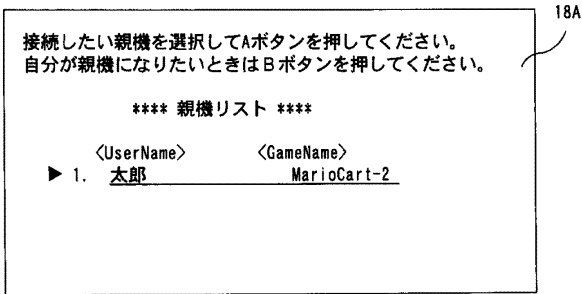 18A
接続したい親機を選択してAボタンを押してください。
自分が親機になりたいときはＢボタンを押してください。
**** 親機リスト ****
〈UserName〉 〈GameName〉
▶ 1. 太郎 MarioCart-2